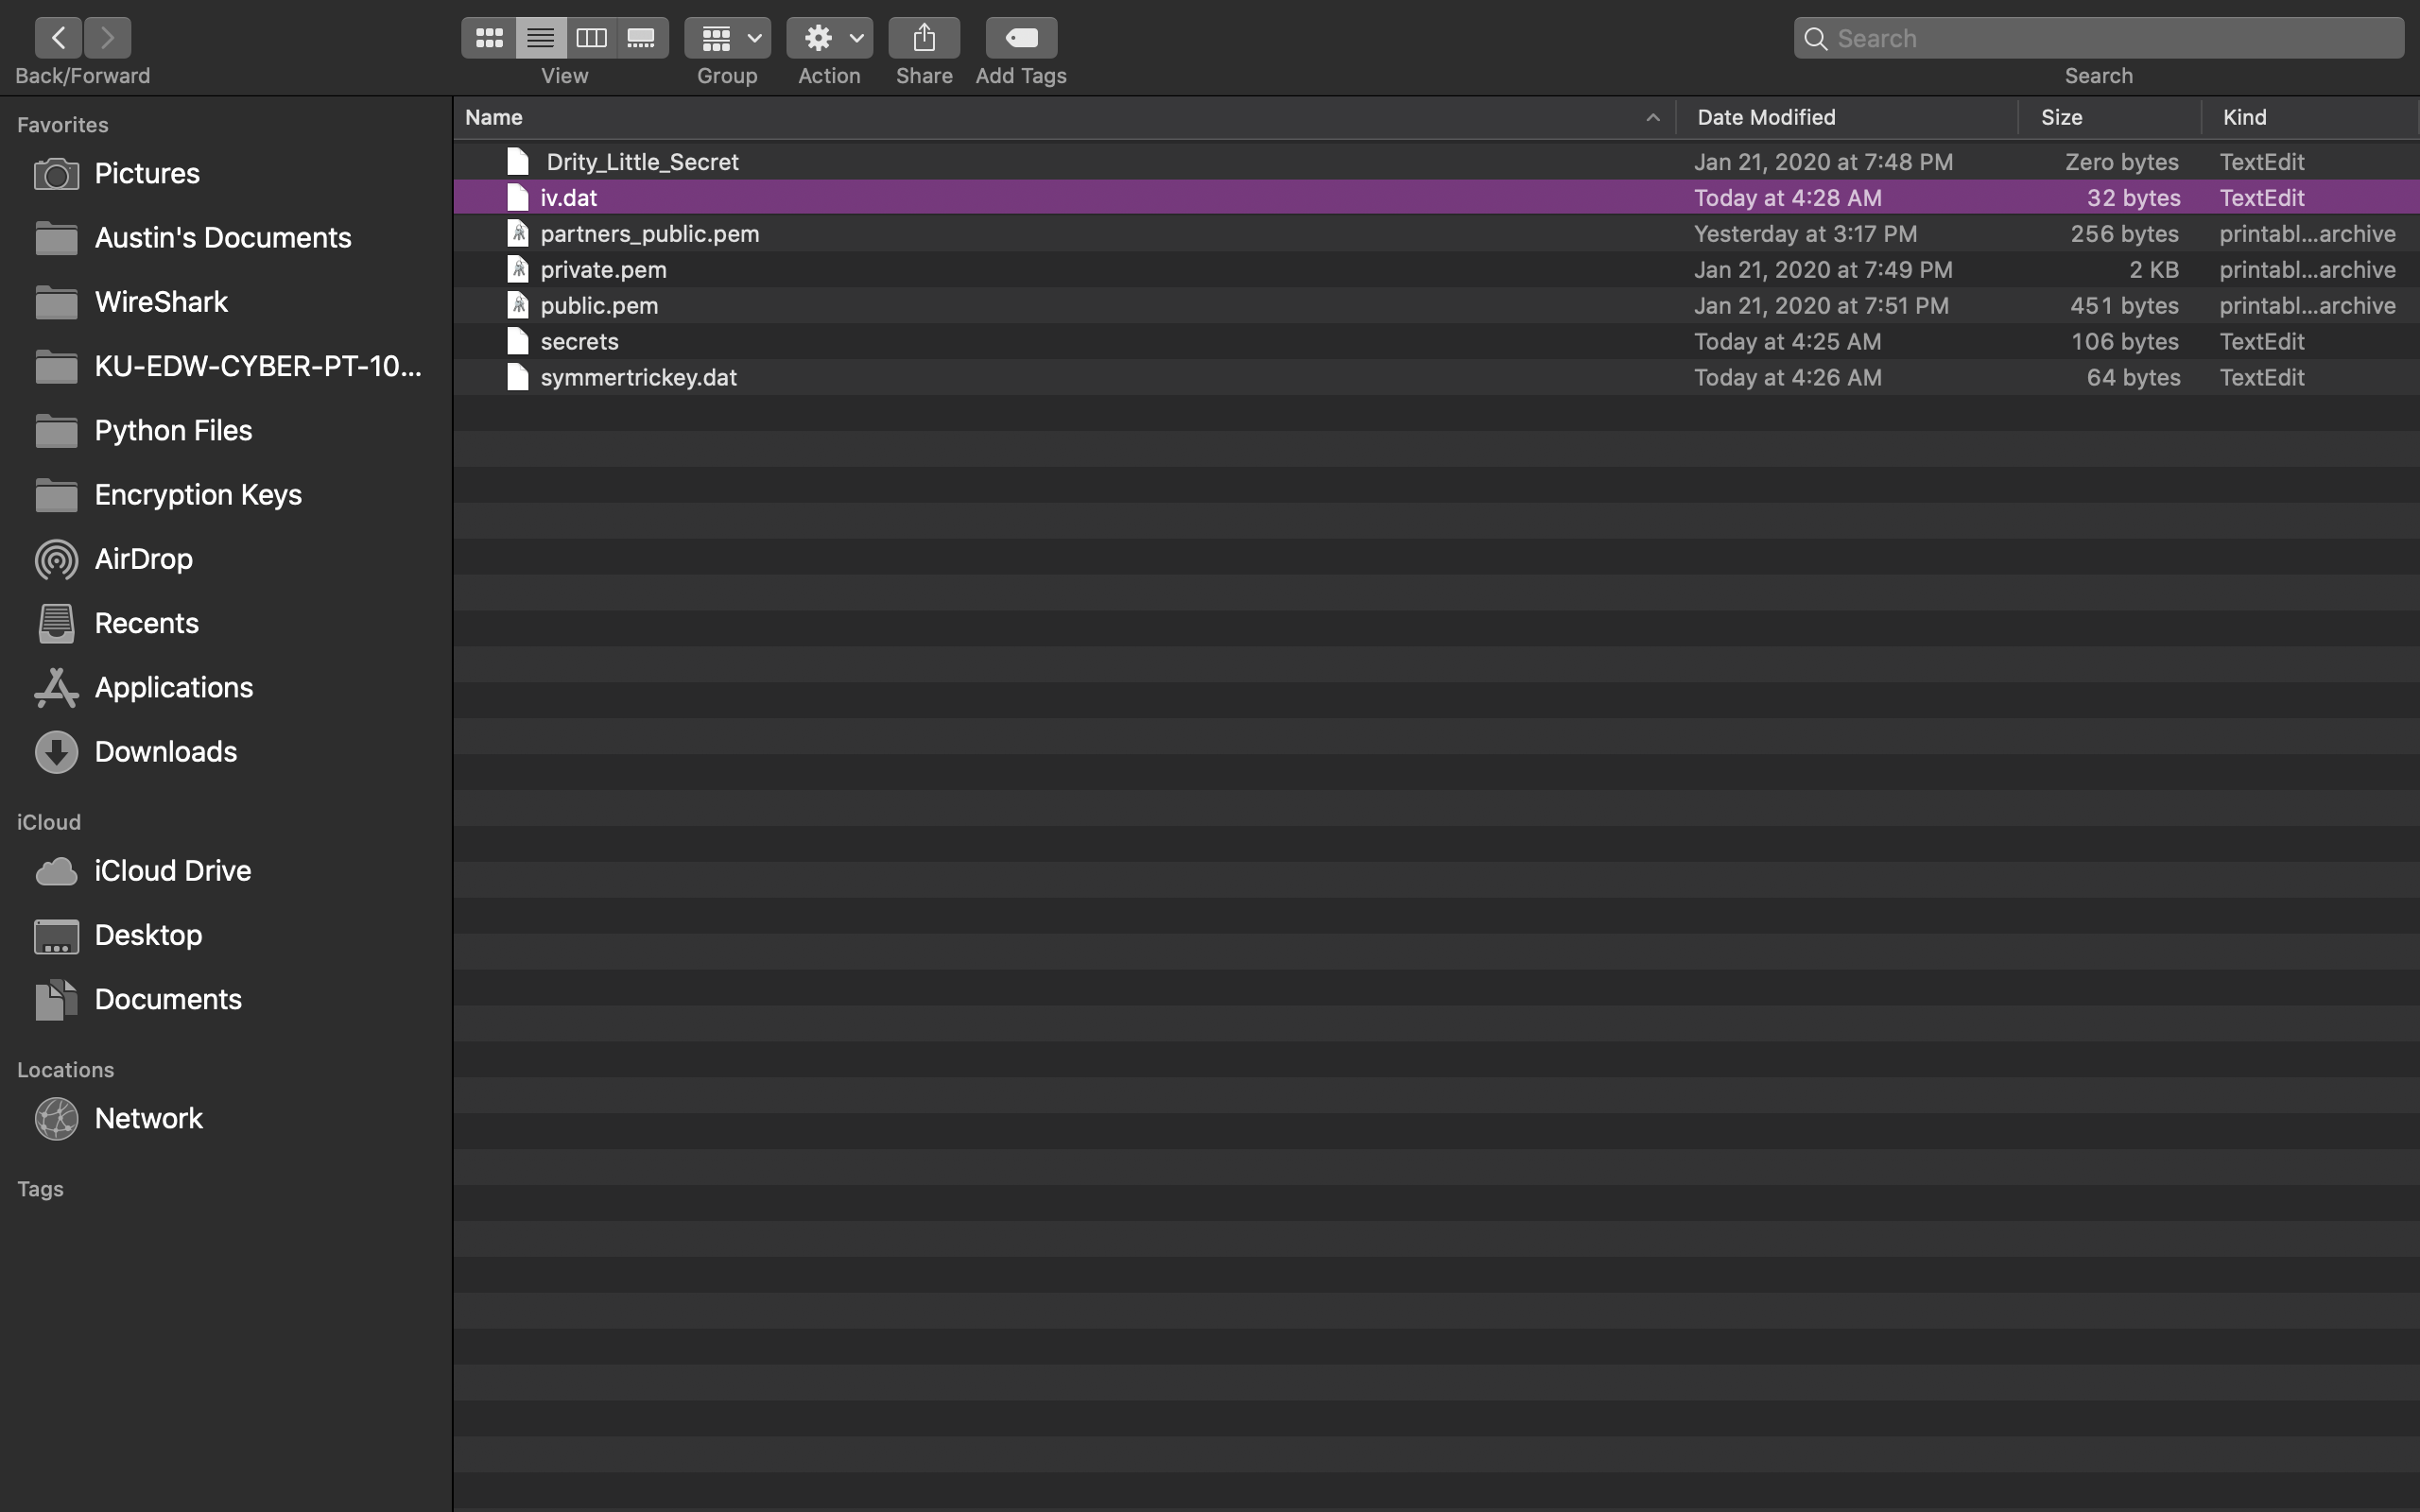 Back/Forward
View
Group
Action
Share
Add Tags
Search
Search
Favorites
Pictures
Austin's Documents
WireShark
KU-EDW-CYBER-PT-10...
Python Files
Encryption Keys
AirDrop
Recents
Applications
Downloads
iCloud
iCloud Drive
Desktop
Documents
Locations
Network
Tags
Name Date Modified Size Kind
Drity_Little_Secret Jan 21, 2020 at 7:48 PM Zero bytes TextEdit
iv.dat Today at 4:28 AM 32 bytes TextEdit
partners_public.pem Yesterday at 3:17 PM 256 bytes printabl...archive
private.pem Jan 21, 2020 at 7:49 PM 2 KB printabl...archive
public.pem Jan 21, 2020 at 7:51 PM 451 bytes printabl...archive
secrets Today at 4:25 AM 106 bytes TextEdit
symmertrickey.dat Today at 4:26 AM 64 bytes TextEdit